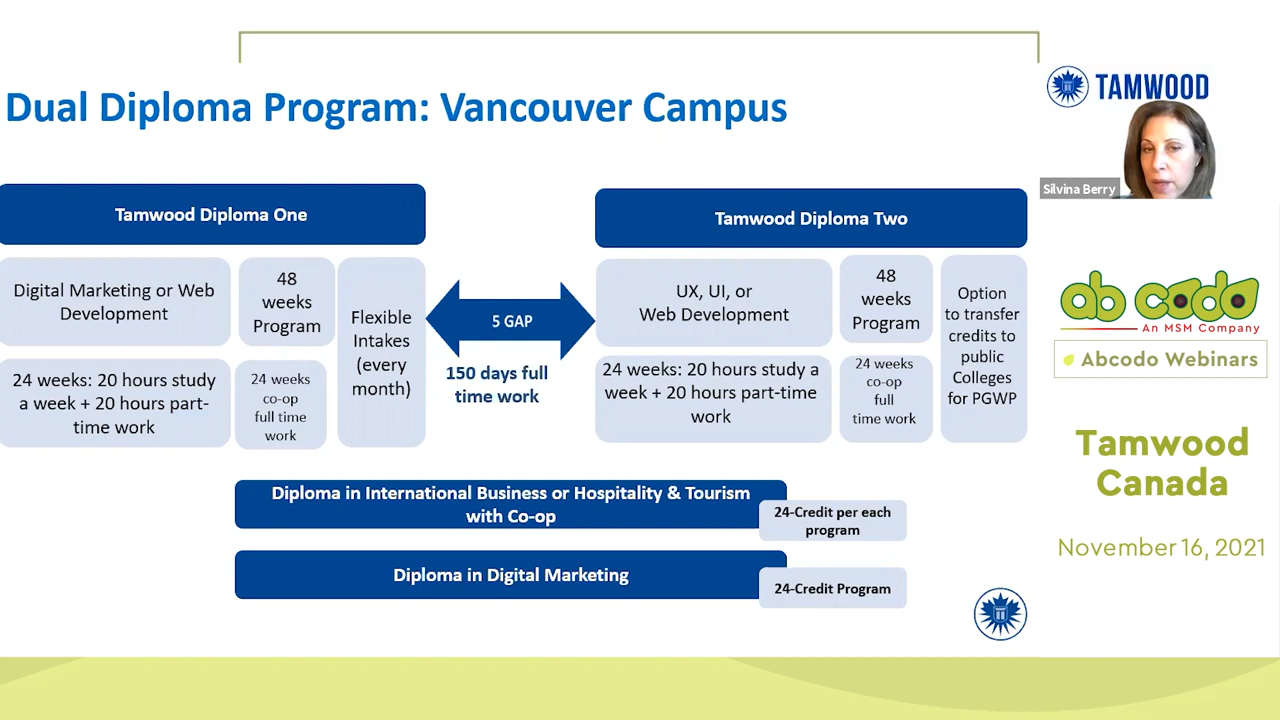 Dual Diploma Program: Vancouver Campus
TAMWOOD
Silvina Berry
Tamwood Diploma One
Digital Marketing or Web
Development
48
weeks
Program
Flexible
Intakes
(every
month)
24 weeks: 20 hours study
a week + 20 hours part-
time work
24 weeks
co-op
full time
work
5 GAP
150 days full
time work
Tamwood Diploma Two
UX, UI, or
Web Development
48
weeks
Program
Option
to transfer
credits to
public
Colleges
for PGWP
24 weeks: 20 hours study a
week + 20 hours part-time
work
24 weeks
co-op
full
time work
Diploma in International Business or Hospitality & Tourism
with Co-op
24-Credit per each
program
Diploma in Digital Marketing
24-Credit Program
abcodo
An MSM Company
Abcodo Webinars
Tamwood
Canada
November 16, 2021